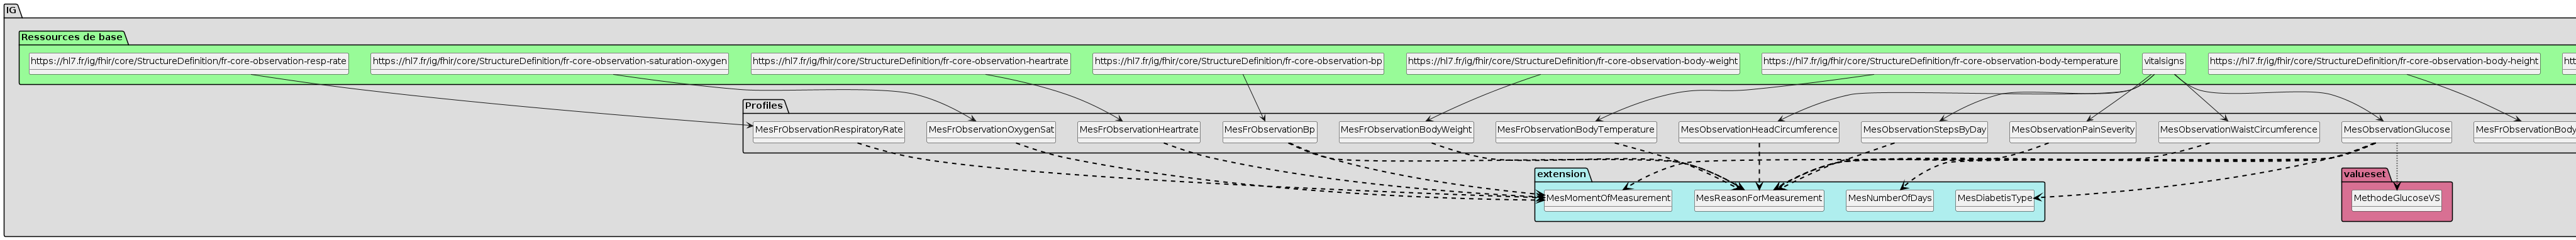 IG
Ressources de base
https://hl7.fr/ig/fhir/core/StructureDefinition/fr-core-observation-resp-rate
https://hl7.fr/ig/fhir/core/StructureDefinition/fr-core-observation-saturation-oxygen
https://hl7.fr/ig/fhir/core/StructureDefinition/fr-core-observation-heartrate
https://hl7.fr/ig/fhir/core/StructureDefinition/fr-core-observation-bp
https://hl7.fr/ig/fhir/core/StructureDefinition/fr-core-observation-body-weight
https://hl7.fr/ig/fhir/core/StructureDefinition/fr-core-observation-body-temperature
vitalsigns
https://hl7.fr/ig/fhir/core/StructureDefinition/fr-core-observation-body-height
Profiles
MesFrObservationRespiratoryRate
MesFrObservationOxygenSat
MesFrObservationHeartrate
MesFrObservationBp
MesFrObservationBodyWeight
MesFrObservationBodyTemperature
MesObservationHeadCircumference
MesObservationStepsByDay
MesObservationPainSeverity
MesObservationWaistCircumference
MesObservationGlucose
MesFrObservationBody
extension
MesMomentOfMeasurement
MesReasonForMeasurement
MesNumberOfDays
MesDiabetisType
valueset
MethodeGlucoseVS